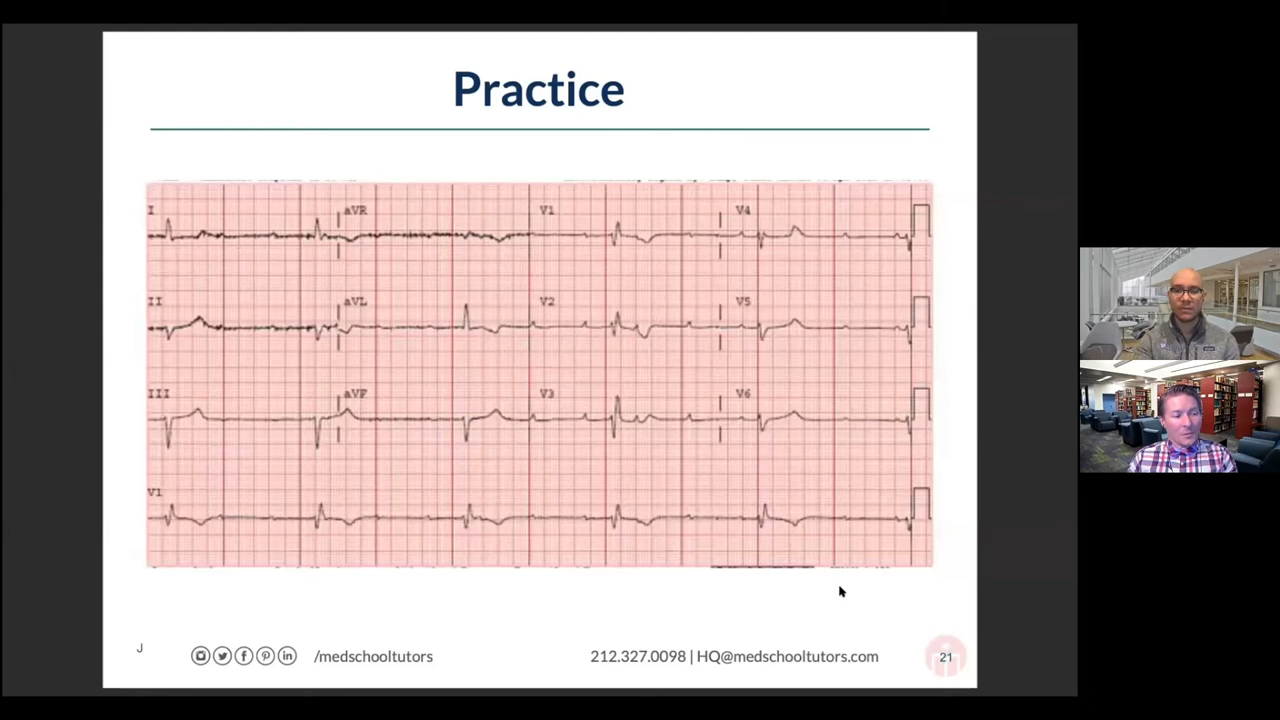 Practice
I aVR V1 V4
II aVL V2 V5
III aVF V3 V6
V1
J /medschooltutors 212.327.0098 | HQ@medschooltutors.com 21